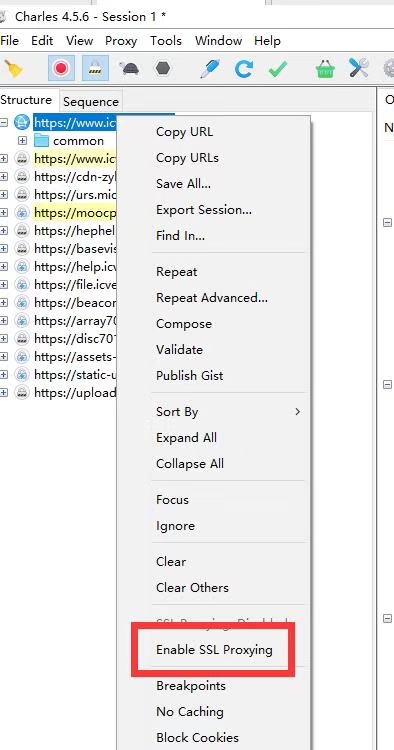 Charles 4.5.6 - Session 1 *
File Edit View Proxy Tools Window Help
Structure Sequence
https://www.ic
common
https://www.ic
https://cdn-zy
https://urs.mic
https://moocp
https://hephel
https://basevis
https://help.icv
https://file.icve
https://beacor
https://array70
https://disc701
https://assets-
https://static-u
https://upload
Copy URL
Copy URLs
Save All...
Export Session...
Find In...
Repeat
Repeat Advanced...
Compose
Validate
Publish Gist
Sort By
Expand All
Collapse All
Focus
Ignore
Clear
Clear Others
SSL Proxying: Disabled
Enable SSL Proxying
Breakpoints
No Caching
Block Cookies